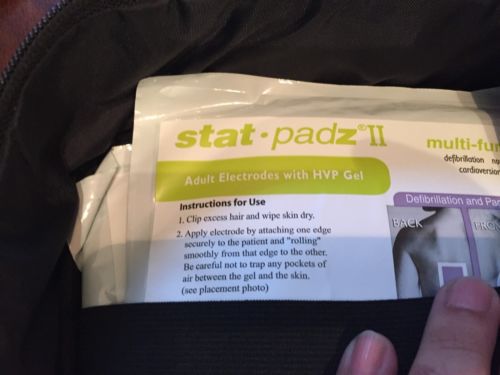 stat•padz®II
multi-fun
Adult Electrodes with HVP Gel
defibrillation
cardioversion
Instructions for Use
1. Clip excess hair and wipe skin dry.
2. Apply electrode by attaching one edge
securely to the patient and "rolling"
smoothly from that edge to the other.
Be careful not to trap any pockets of
air between the gel and the skin.
(see placement photo)
Defibrillation and Pac
BACK
FRON